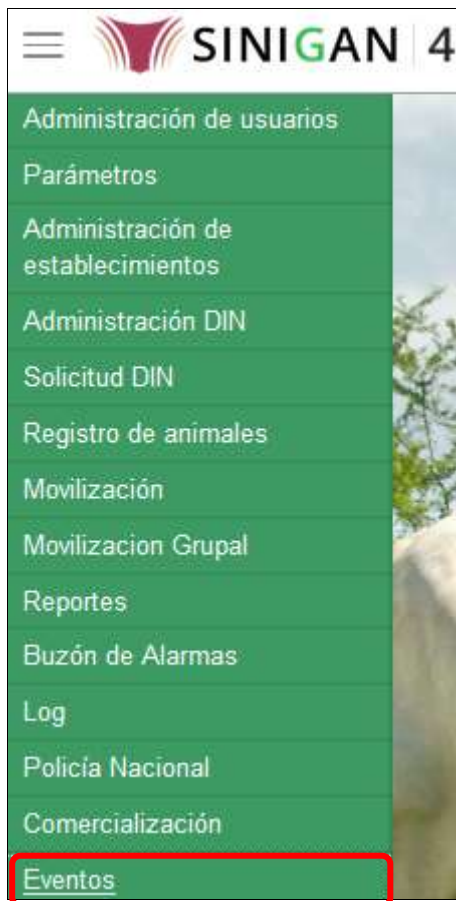 SINIGAN 4
Administración de usuarios
Parámetros
Administración de
establecimientos
Administración DIN
Solicitud DIN
Registro de animales
Movilización
Movilizacion Grupal
Reportes
Buzón de Alarmas
Log
Policía Nacional
Comercialización
Eventos